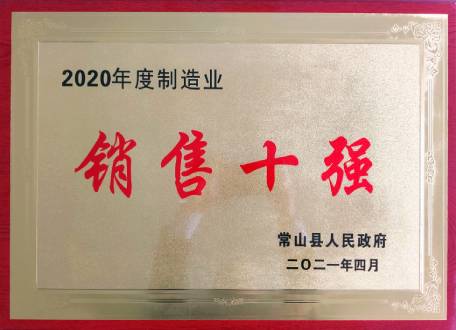 2020年度制造业
销售十强
常山县人民政府
二〇二一年四月